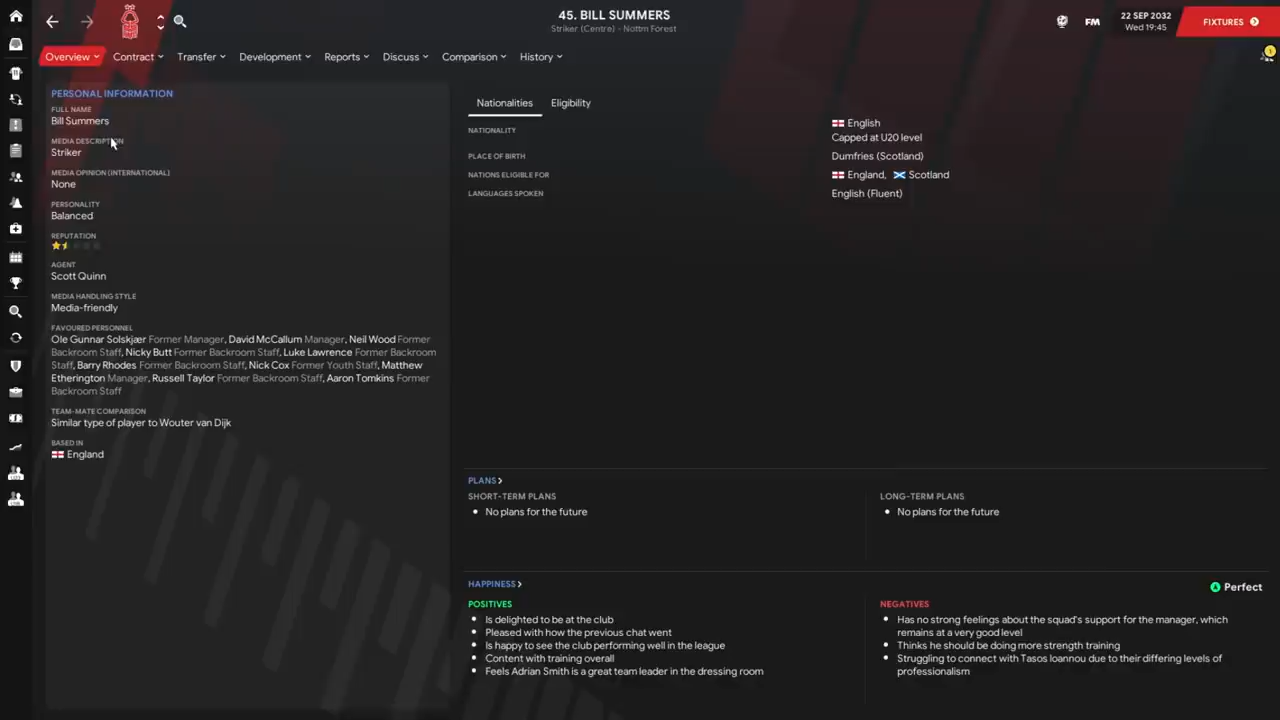 45. BILL SUMMERS
Striker (Centre) - Nottm Forest
FM
22 SEP 2032
Wed 19:45
FIXTURES
Overview
Contract
Transfer
Development
Reports
Discuss
Comparison
History
1
PERSONAL INFORMATION
FULL NAME
Bill Summers
MEDIA DESCRIPTION
Striker
MEDIA OPINION (INTERNATIONAL)
None
PERSONALITY
Balanced
REPUTATION
AGENT
Scott Quinn
MEDIA HANDLING STYLE
Media-friendly
FAVOURED PERSONNEL
Ole Gunnar Solskjær Former Manager, David McCallum Manager, Neil Wood Former
Backroom Staff, Nicky Butt Former Backroom Staff, Luke Lawrence Former Backroom
Staff, Barry Rhodes Former Backroom Staff, Nick Cox Former Youth Staff, Matthew
Etherington Manager, Russell Taylor Former Backroom Staff, Aaron Tomkins Former
Backroom Staff
TEAM-MATE COMPARISON
Similar type of player to Wouter van Dijk
BASED IN
England
Nationalities
Eligibility
NATIONALITY
English
Capped at U20 level
PLACE OF BIRTH
Dumfries (Scotland)
NATIONS ELIGIBLE FOR
England, Scotland
LANGUAGES SPOKEN
English (Fluent)
PLANS
SHORT-TERM PLANS
• No plans for the future
LONG-TERM PLANS
• No plans for the future
HAPPINESS
Perfect
POSITIVES
• Is delighted to be at the club
• Pleased with how the previous chat went
• Is happy to see the club performing well in the league
• Content with training overall
• Feels Adrian Smith is a great team leader in the dressing room
NEGATIVES
• Has no strong feelings about the squad's support for the manager, which
remains at a very good level
• Thinks he should be doing more strength training
• Struggling to connect with Tasos Ioannou due to their differing levels of
professionalism